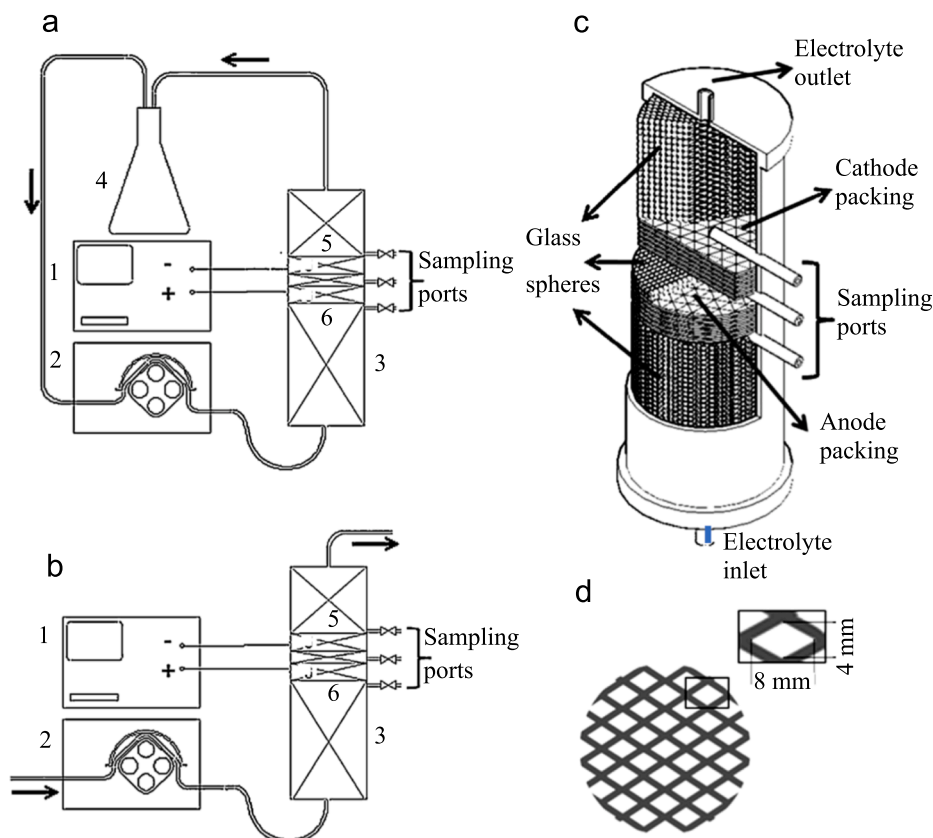 a
4
1
-
+
2
5
6
3
Sampling
ports
b
1
-
+
2
5
6
3
Sampling
ports
c
Electrolyte
outlet
Cathode
packing
Glass
spheres
Sampling
ports
Anode
packing
Electrolyte
inlet
d
8 mm
4 mm